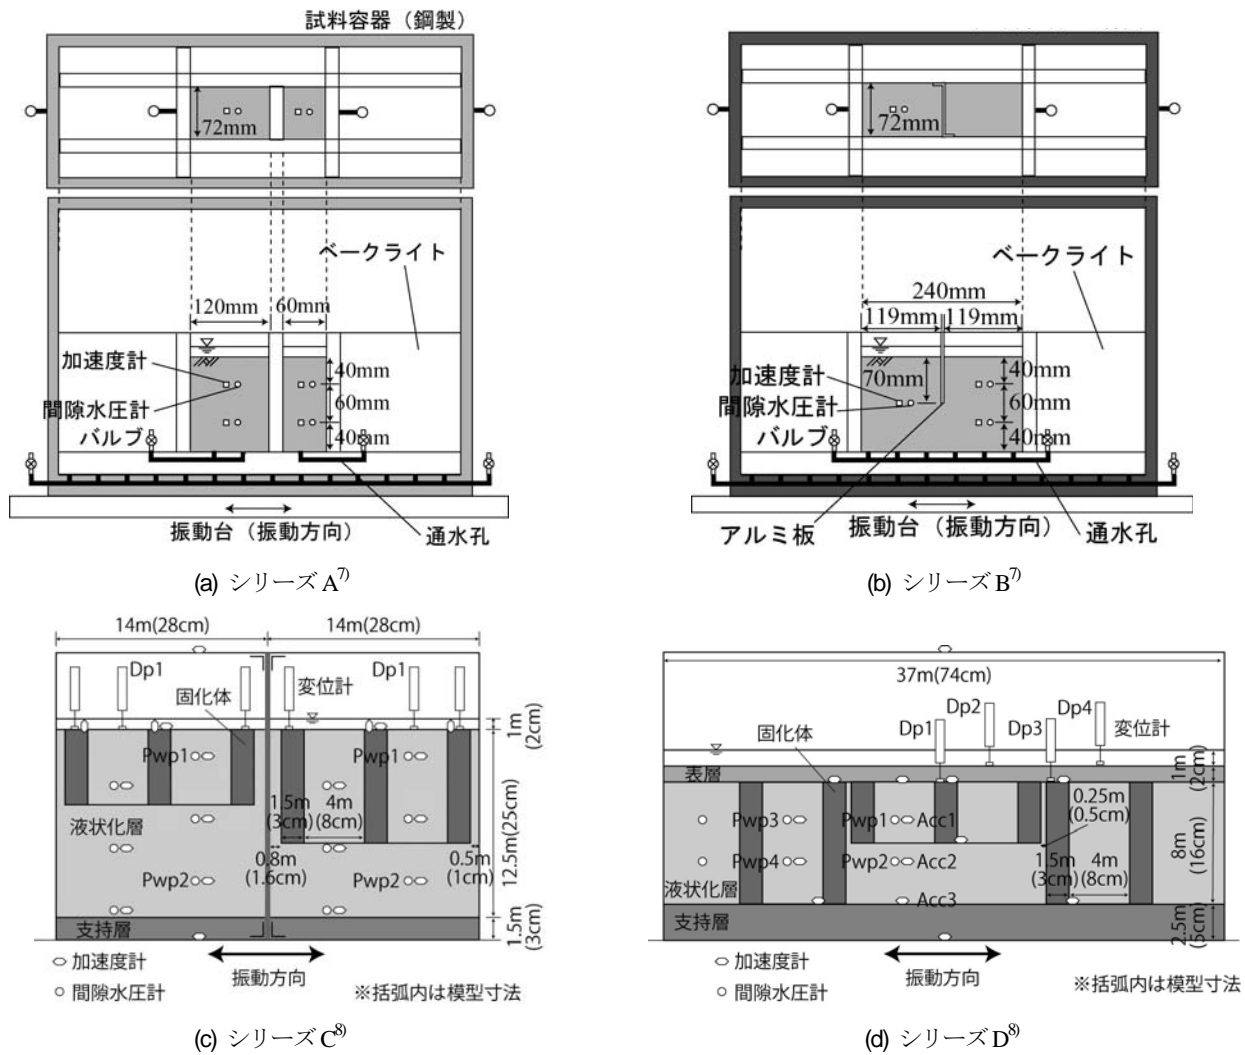 試料容器（鋼製）
72mm
ベークライト
120mm
60mm
加速度計
間隙水圧計
バルブ
40mm
60mm
40mm
振動台（振動方向）
通水孔
(a) シリーズA7)
72mm
ベークライト
240mm
119mm
119mm
加速度計
間隙水圧計
バルブ
70mm
40mm
60mm
40mm
アルミ板
振動台（振動方向）
通水孔
(b) シリーズB7)
14m(28cm)
14m(28cm)
Dp1
固化体
変位計
Dp1
1m
(2cm)
Pwp1
Pwp1
液状化層
1.5m
(3cm)
4m
(8cm)
12.5m(25cm)
0.8m
(1.6cm)
0.5m
(1cm)
Pwp2
Pwp2
支持層
1.5m
(3cm)
加速度計
間隙水圧計
振動方向
※括弧内は模型寸法
(c) シリーズC8)
37m(74cm)
固化体
Dp1
Dp2
Dp3
Dp4
変位計
表層
1m
(2cm)
0.25m
(0.5cm)
Pwp3
Pwp1
Acc1
Pwp4
Pwp2
Acc2
1.5m
(3cm)
4m
(8cm)
8m
(16cm)
液状化層
Acc3
支持層
2.5m
(5cm)
加速度計
間隙水圧計
振動方向
※括弧内は模型寸法
(d) シリーズD8)